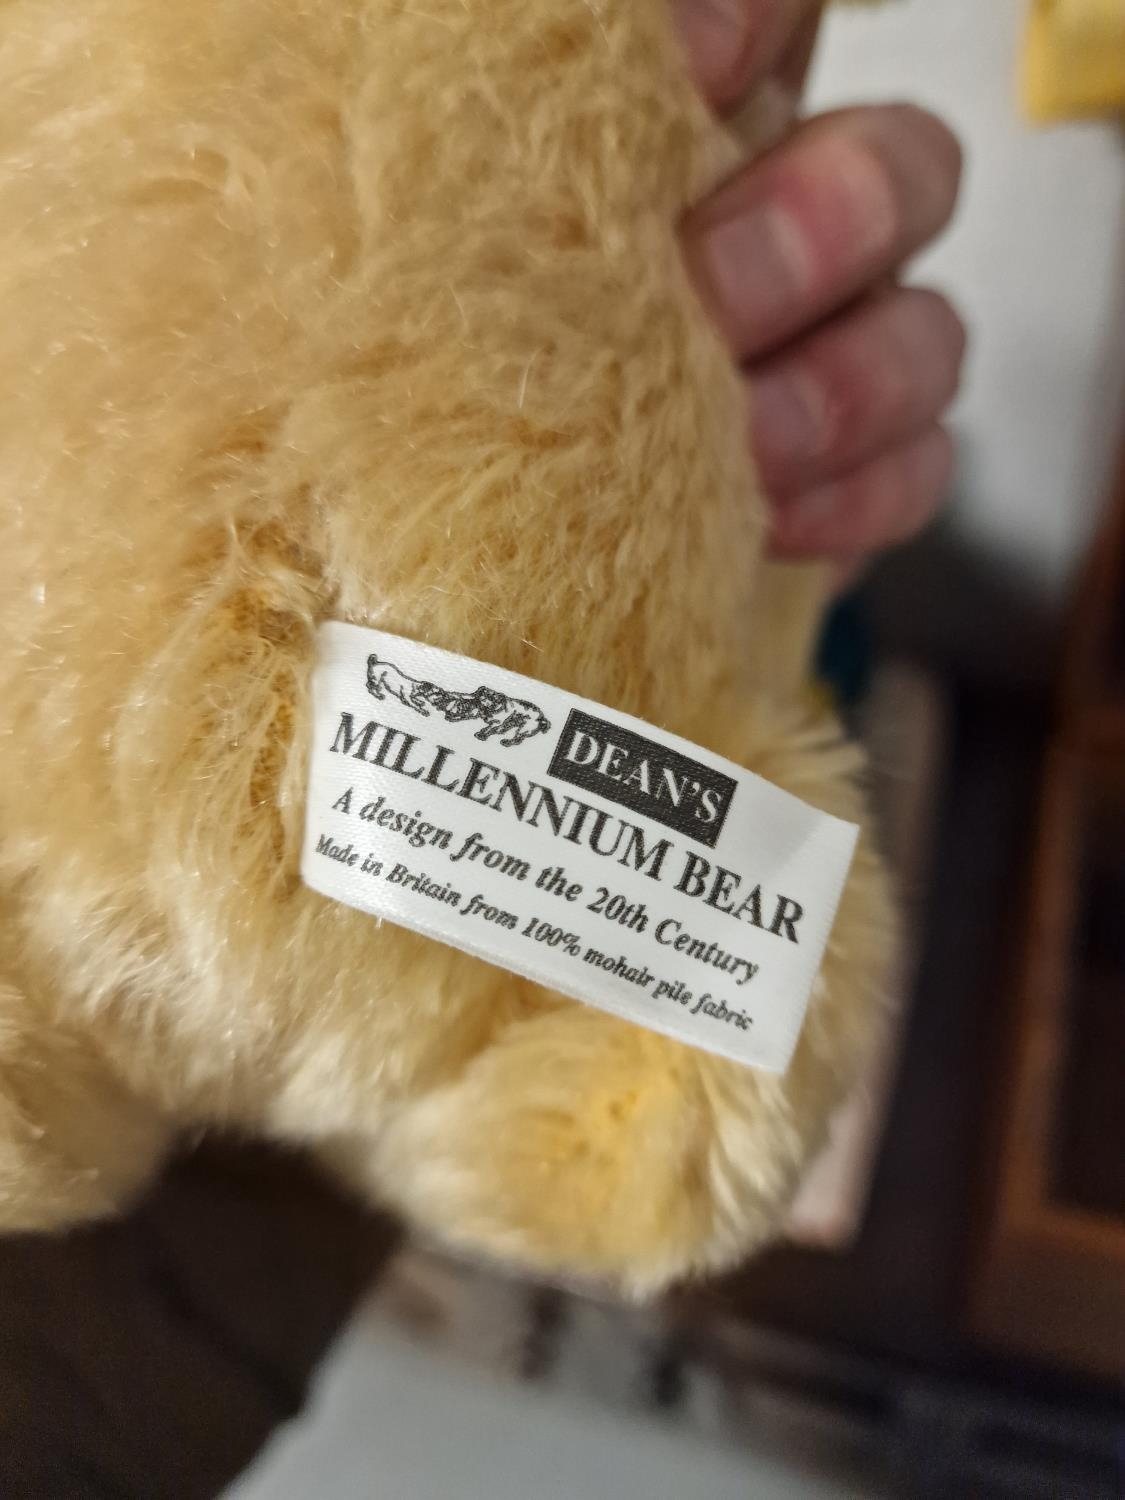 DEAN'S
MILLENNIUM BEAR
A design from the 20th Century
Made in Britain from 100% mohair pile fabric